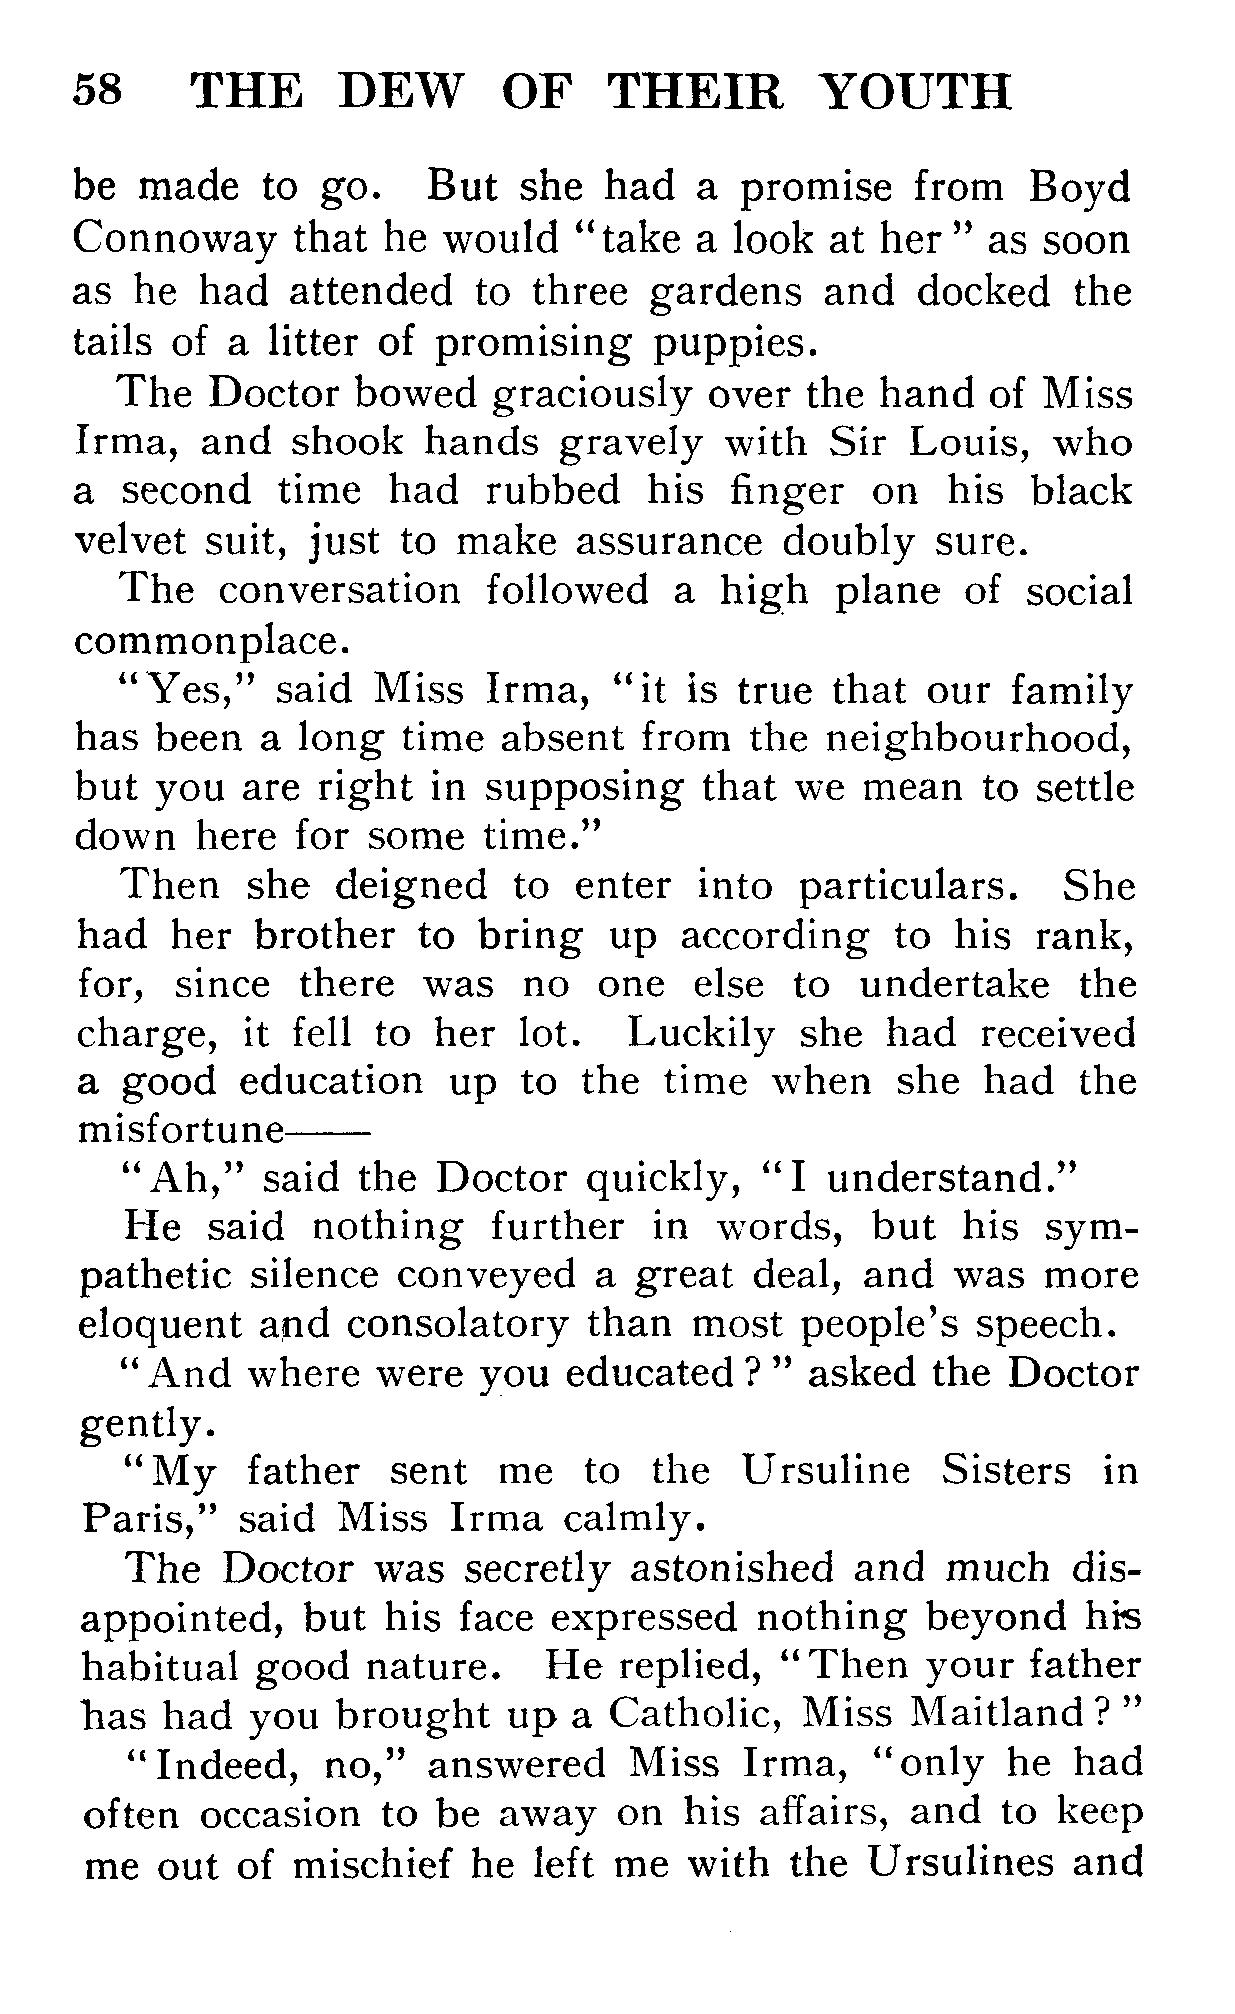 58 THE DEW OF THEIR YOUTH
be made to go. But she had a promise from Boyd
Connoway that he would "take a look at her" as soon
as he had attended to three gardens and docked the
tails of a litter of promising puppies.
The Doctor bowed graciously over the hand of Miss
Irma, and shook hands gravely with Sir Louis, who
a second time had rubbed his finger on his black
velvet suit, just to make assurance doubly sure.
The conversation followed a high plane of social
commonplace.
"Yes," said Miss Irma, "it is true that our family
has been a long time absent from the neighbourhood,
but you are right in supposing that we mean to settle
down here for some time."
Then she deigned to enter into particulars. She
had her brother to bring up according to his rank,
for, since there was no one else to undertake the
charge, it fell to her lot. Luckily she had received
a good education up to the time when she had the
misfortune——
"Ah," said the Doctor quickly, "I understand."
He said nothing further in words, but his sym-
pathetic silence conveyed a great deal, and was more
eloquent and consolatory than most people's speech.
"And where were you educated?" asked the Doctor
gently.
"My father sent me to the Ursuline Sisters in
Paris," said Miss Irma calmly.
The Doctor was secretly astonished and much dis-
appointed, but his face expressed nothing beyond his
habitual good nature. He replied, "Then your father
has had you brought up a Catholic, Miss Maitland?"
"Indeed, no," answered Miss Irma, "only he had
often occasion to be away on his affairs, and to keep
me out of mischief he left me with the Ursulines and